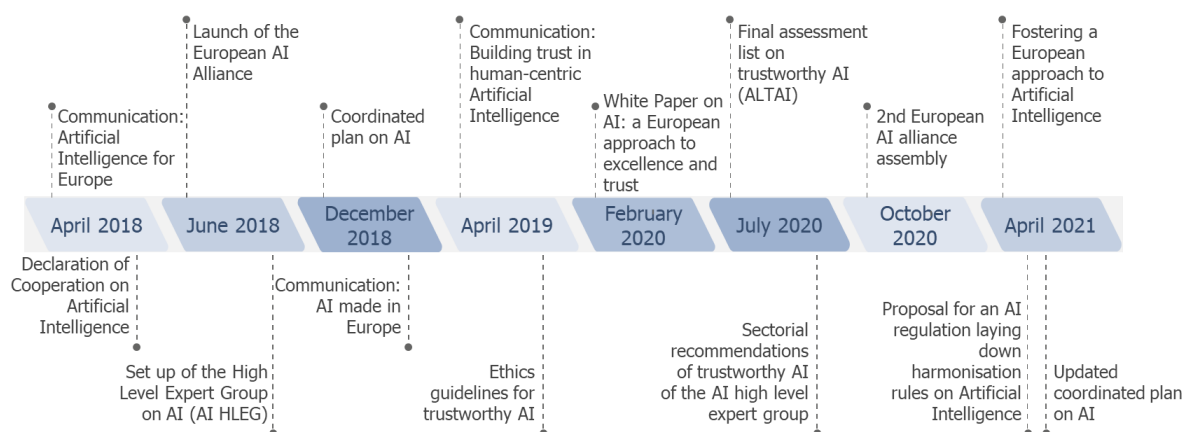 Launch of the
European AI
Alliance
Communication:
Building trust in
human-centric
Artificial
Intelligence
Final assessment
list on
trustworthy AI
(ALTAI)
Fostering a
European
approach to
Artificial
Intelligence
Communication:
Artificial
Intelligence for
Europe
Coordinated
plan on AI
White Paper on
AI: a European
approach to
excellence and
trust
2nd European
AI alliance
assembly
April 2018
June 2018
December
2018
April 2019
February
2020
July 2020
October
2020
April 2021
Declaration of
Cooperation on
Artificial
Intelligence
Communication:
AI made in
Europe
Set up of the High
Level Expert Group
on AI (AI HLEG)
Ethics
guidelines for
trustworthy AI
Sectorial
recommendations
of trustworthy AI
of the AI high level
expert group
Proposal for an AI
regulation laying
down
harmonisation
rules on Artificial
Intelligence
Updated
coordinated plan
on AI